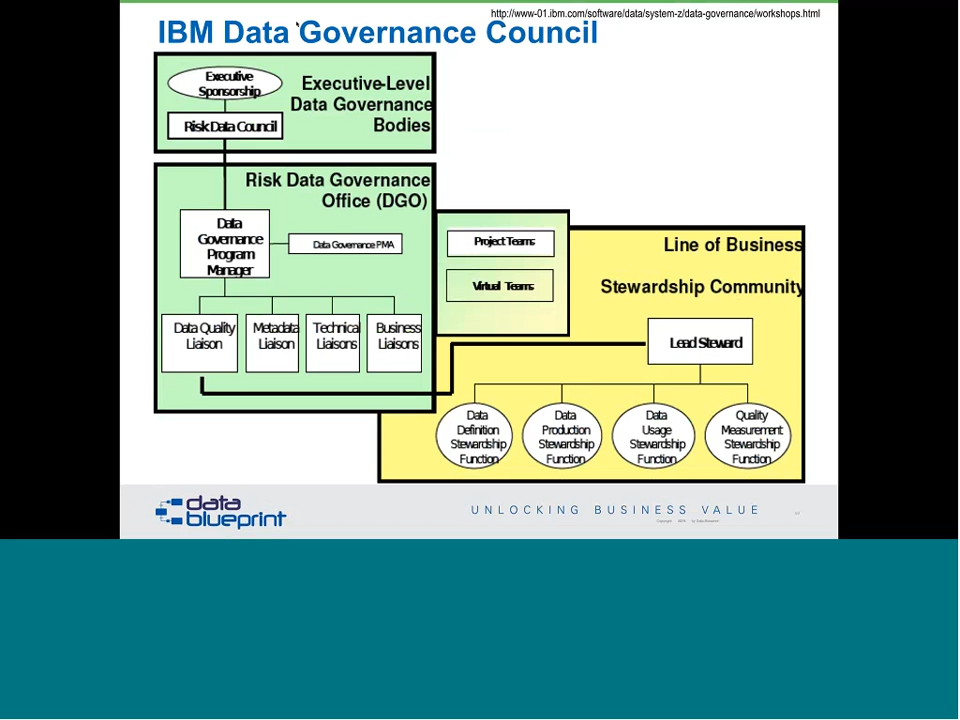 http://www-01.ibm.com/software/data/system-z/data-governance/workshops.html
IBM Data Governance Council
Executive
Sponsorship
Risk Data Council
Executive-Level
Data Governance
Bodies
Risk Data Governance
Office (DGO)
Data
Governance
Program
Manager
Data Governance PMA
Data Quality
Liaison
Metadata
Liaison
Technical
Liaisons
Business
Liaisons
Project Teams
Virtual Teams
Line of Business
Stewardship Community
Lead Steward
Data
Definition
Stewardship
Function
Data
Production
Stewardship
Function
Data
Usage
Stewardship
Function
Quality
Measurement
Stewardship
Function
data
blueprint
UNLOCKING BUSINESS VALUE